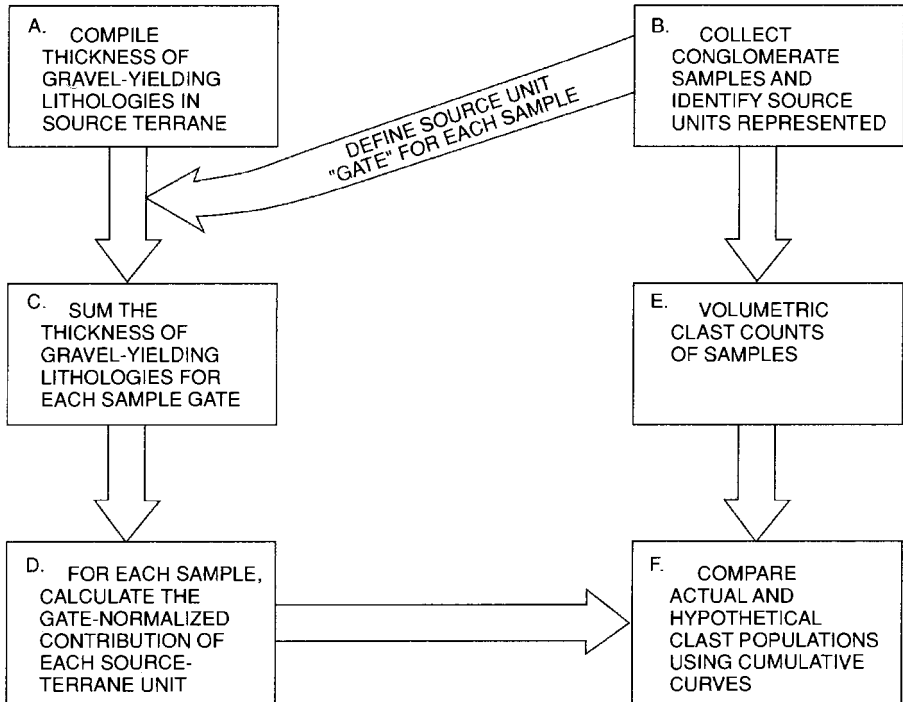 A. COMPILE
THICKNESS OF
GRAVEL-YIELDING
LITHOLOGIES IN
SOURCE TERRANE
B. COLLECT
CONGLOMERATE
SAMPLES AND
IDENTIFY SOURCE
UNITS REPRESENTED
DEFINE SOURCE UNIT
"GATE" FOR EACH SAMPLE
C. SUM THE
THICKNESS OF
GRAVEL-YIELDING
LITHOLOGIES FOR
EACH SAMPLE GATE
E. VOLUMETRIC
CLAST COUNTS
OF SAMPLES
D. FOR EACH SAMPLE,
CALCULATE THE
GATE-NORMALIZED
CONTRIBUTION OF
EACH SOURCE-
TERRANE UNIT
F. COMPARE
ACTUAL AND
HYPOTHETICAL
CLAST POPULATIONS
USING CUMULATIVE
CURVES